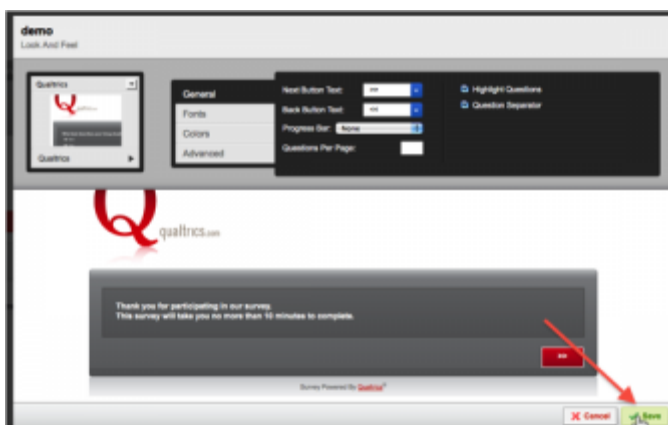 demo
Look And Feel
Qualtrics
Qualtrics
General
Fonts
Colors
Advanced
Next Button Text: >>
Back Button Text: <<
Progress Bar: None
Questions Per Page:
Highlight Questions
Question Separator
Q
qualtrics.com
Thank you for participating in our survey.
This survey will take you no more than 10 minutes to complete.
>>
Survey Powered By Qualtrics®
Cancel
Save